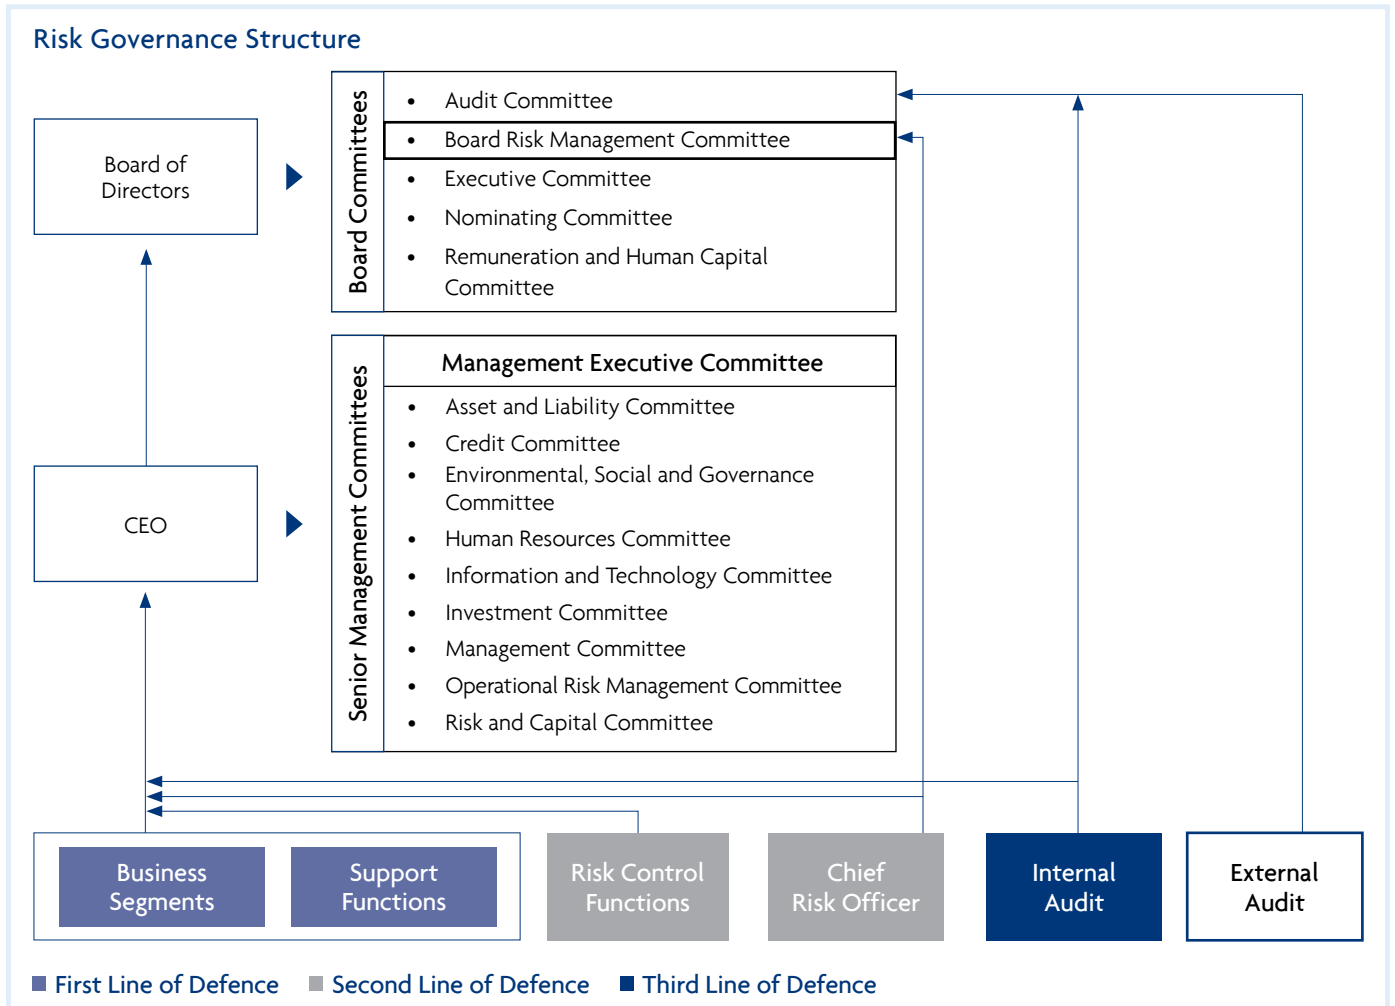 Risk Governance Structure
Board of
Directors
Board Committees
• Audit Committee
• Board Risk Management Committee
• Executive Committee
• Nominating Committee
• Remuneration and Human Capital
Committee
CEO
Senior Management Committees
Management Executive Committee
• Asset and Liability Committee
• Credit Committee
• Environmental, Social and Governance
Committee
• Human Resources Committee
• Information and Technology Committee
• Investment Committee
• Management Committee
• Operational Risk Management Committee
• Risk and Capital Committee
Business
Segments
Support
Functions
Risk Control
Functions
Chief
Risk Officer
Internal
Audit
External
Audit
First Line of Defence
Second Line of Defence
Third Line of Defence